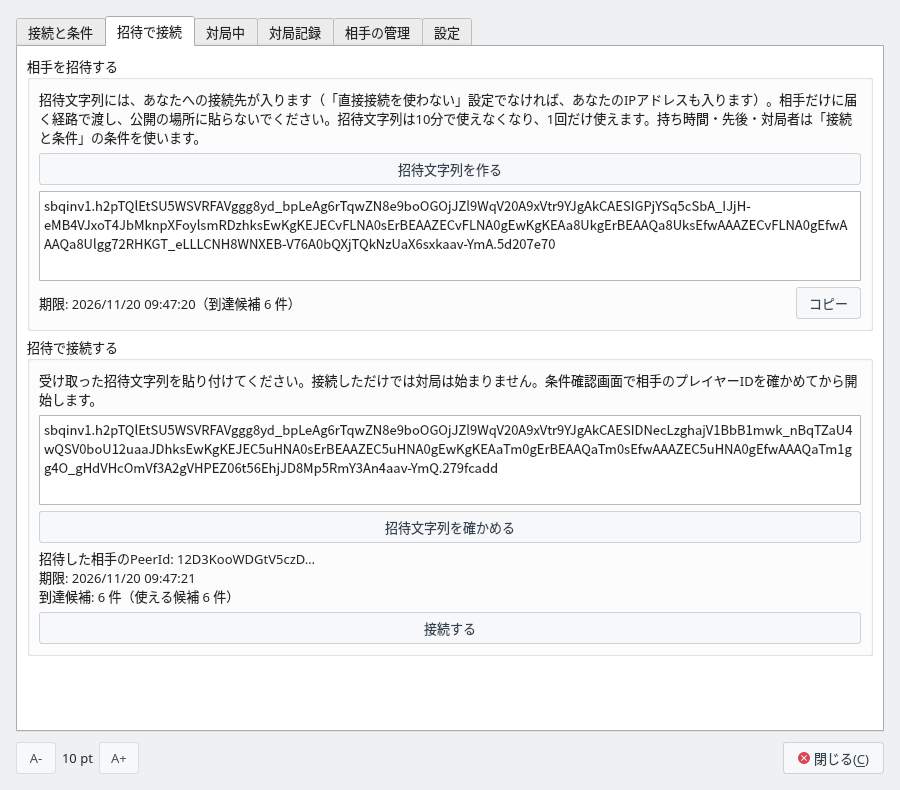 接続と条件 招待で接続 対局中 対局記録 相手の管理 設定
相手を招待する
招待文字列には、あなたへの接続先が入ります（「直接接続を使わない」設定でなければ、あなたのIPアドレスも入ります）。相手だけに届
く経路で渡し、公開の場所に貼らないでください。招待文字列は10分で使えなくなり、1回だけ使えます。持ち時間・先後・対局者は「接続
と条件」の条件を使います。
招待文字列を作る
sbqinv1.h2pTQlEtSU5WSVRFAVggg8yd_bpLeAg6rTqwZN8e9boOGOjJZl9WqV20A9xVtr9YJgAkCAESIGPjYSq5cSbA_IJjH-
eMB4VJxoT4JbMknpXFoylsmRDzhksEwKgKEJECvFLNA0sErBEAAZECvFLNA0gEwKgKEAa8UkgErBEAAQa8UksEfwAAAZECvFLNA0gEfwA
AAQa8Ulgg72RHKGT_eLLLCNH8WNXEB-V76A0bQXjTQkNzUaX6sxkaav-YmA.5d207e70
期限: 2026/11/20 09:47:20（到達候補 6 件）
コピー
招待で接続する
受け取った招待文字列を貼り付けてください。接続しただけでは対局は始まりません。条件確認画面で相手のプレイヤーIDを確かめてから開
始します。
sbqinv1.h2pTQlEtSU5WSVRFAVggg8yd_bpLeAg6rTqwZN8e9boOGOjJZl9WqV20A9xVtr9YJgAkCAESIDNecLzghajV1BbB1mwk_nBqTZaU4
wQSV0boU12uaaJDhksEwKgKEJEC5uHNA0sErBEAAZEC5uHNA0gEwKgKEAaTm0gErBEAAQaTm0sEfwAAAZEC5uHNA0gEfwAAAQaTm1g
g4O_gHdVHcOmVf3A2gVHPEZ06t56EhjJD8Mp5RmY3An4aav-YmQ.279fcadd
招待文字列を確かめる
招待した相手のPeerId: 12D3KooWDGtV5czD…
期限: 2026/11/20 09:47:21
到達候補: 6 件（使える候補 6 件）
接続する
A- 10 pt A+ 閉じる(C)